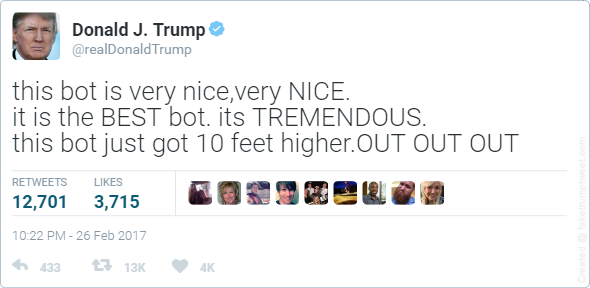 Donald J. Trump
@realDonaldTrump
this bot is very nice,very NICE.
it is the BEST bot. its TREMENDOUS.
this bot just got 10 feet higher.OUT OUT OUT
RETWEETS LIKES
12,701 3,715
10:22 PM - 26 Feb 2017
433 13K 4K
Created @ faketrumptweet.com